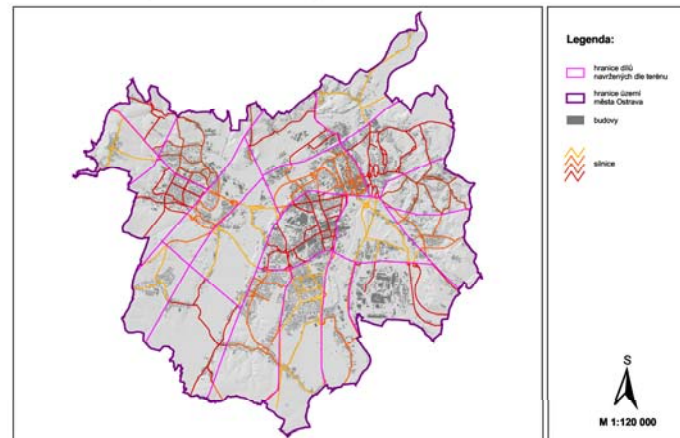 Legenda:
hranice dílů
navržených dle terénu
hranice území
města Ostrava
budovy
silnice
S
M 1:120 000